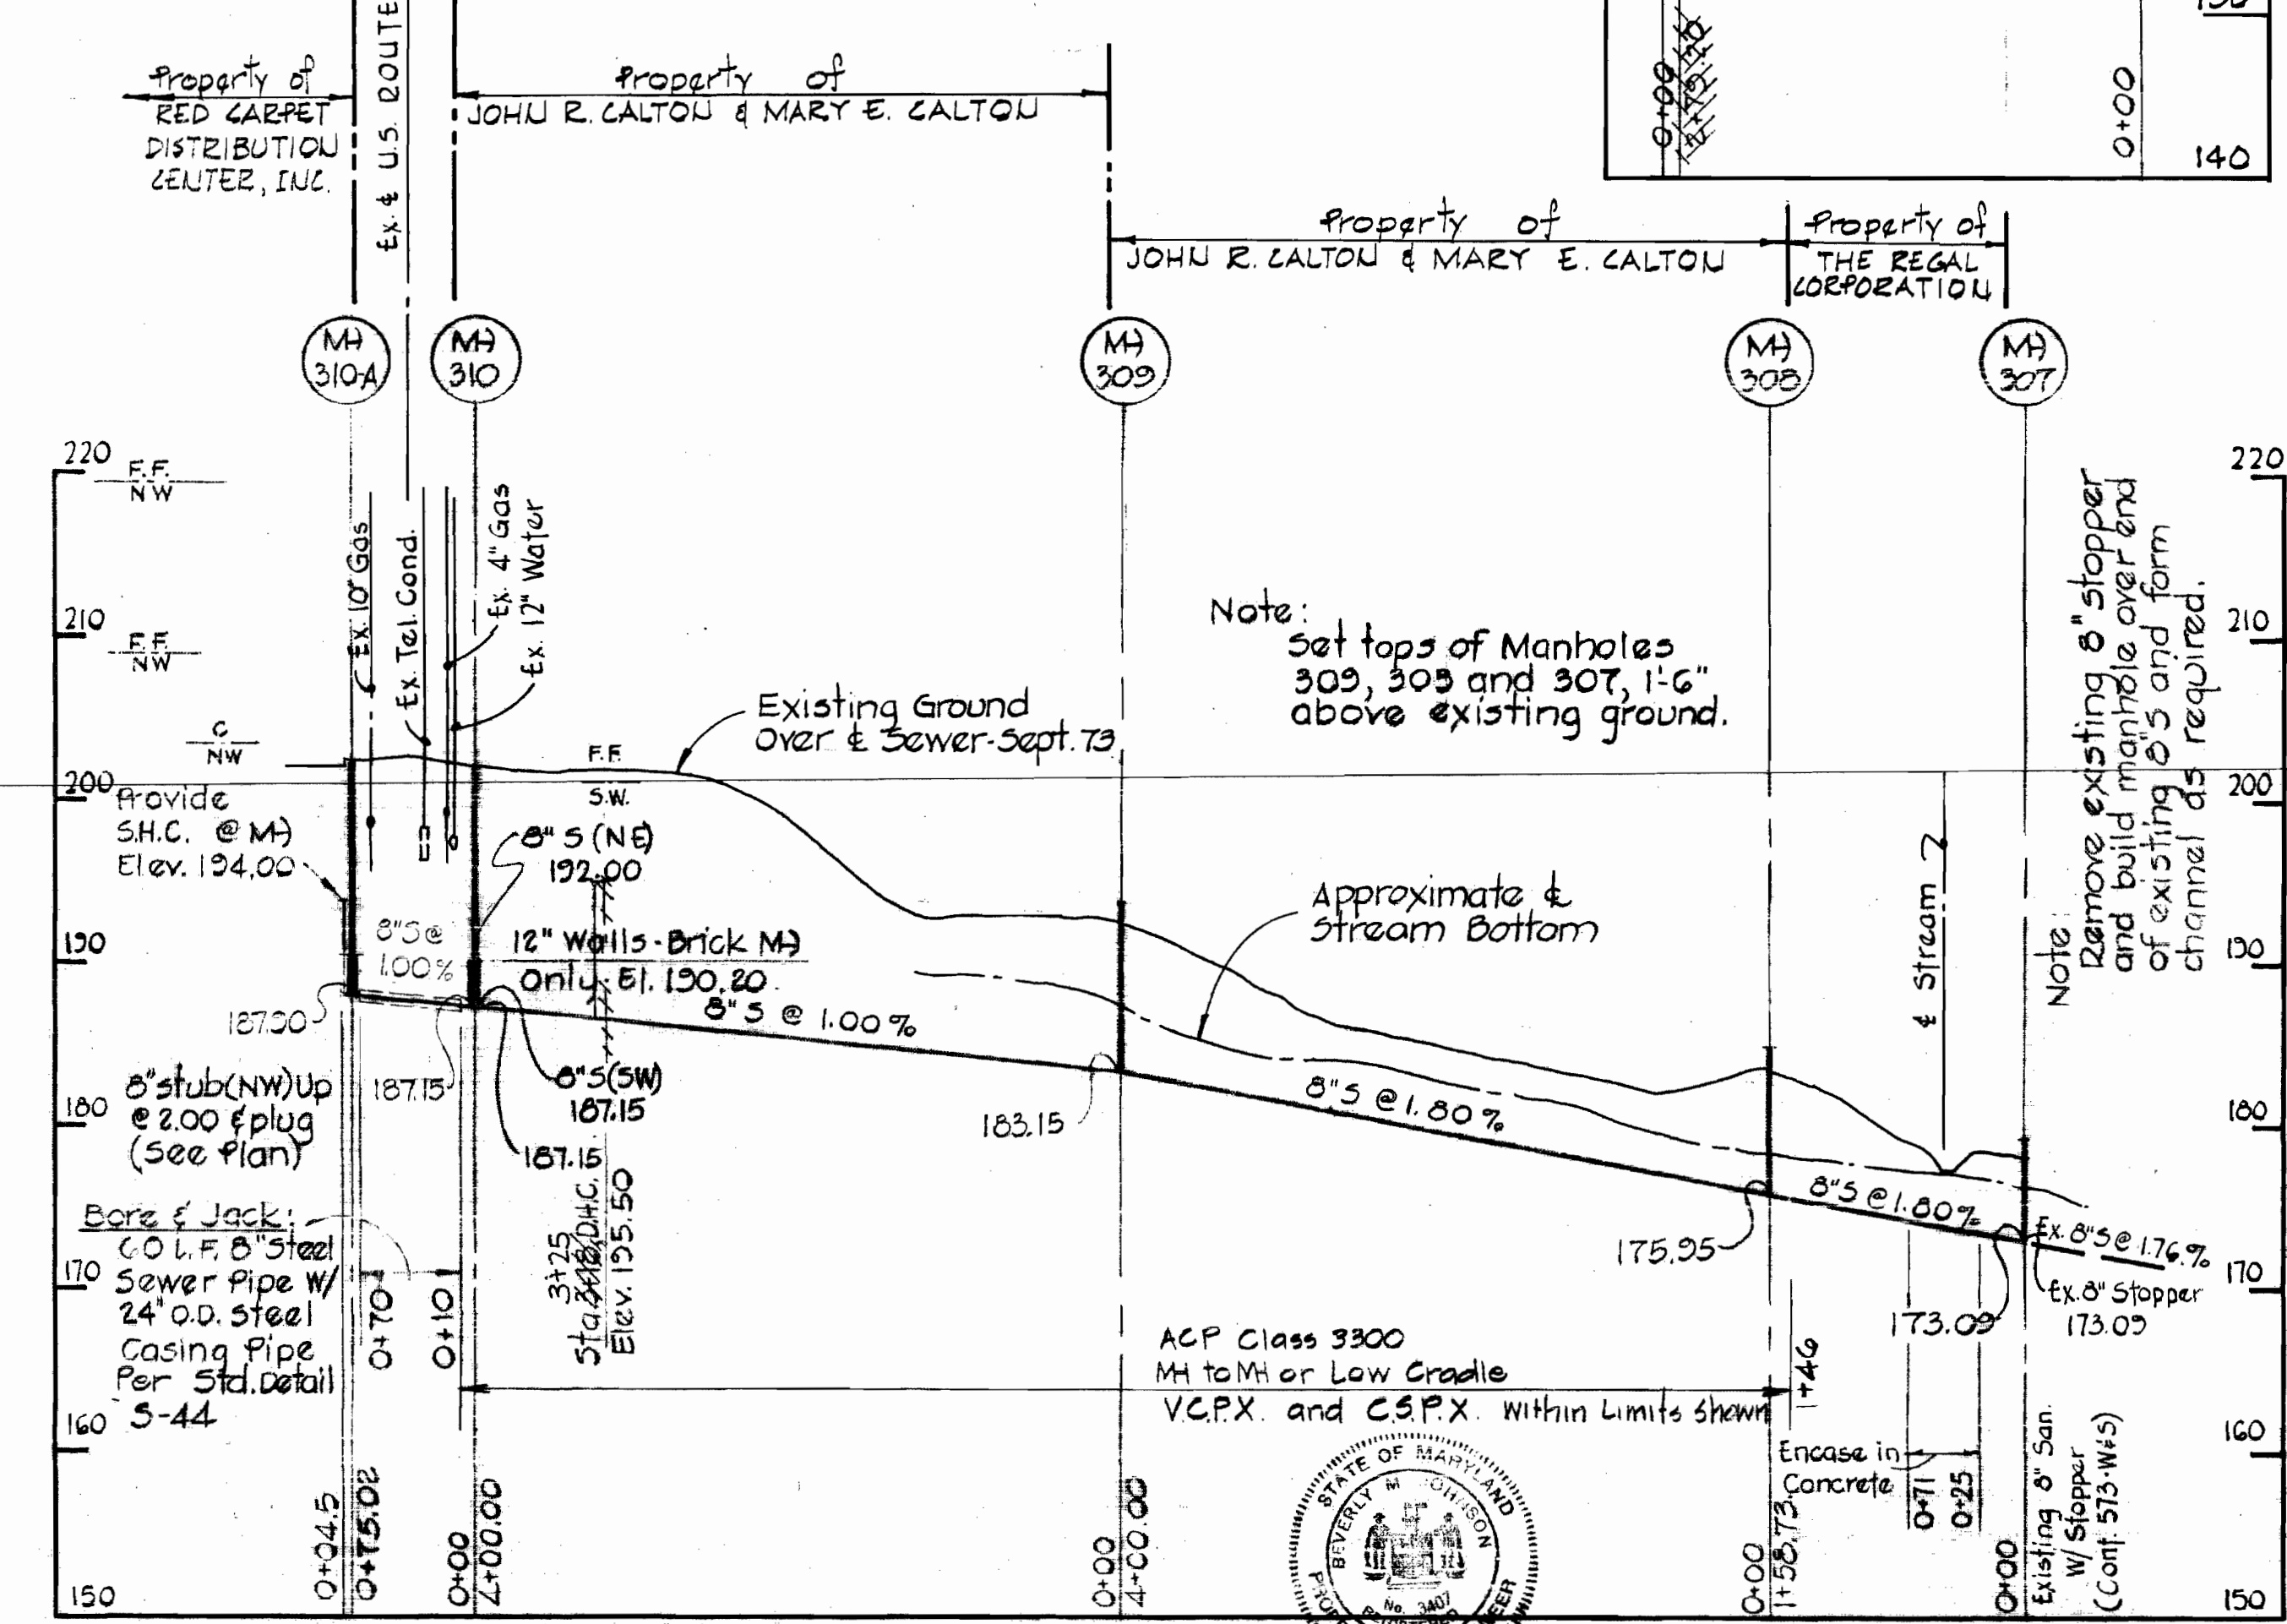 Property of
RED CARPET
DISTRIBUTION
CENTER, INC.
Ex. ℄ U.S. ROUTE
Property of
JOHN R. CALTON & MARY E. CALTON
0+00
0+00
150
140
Property of
JOHN R. CALTON & MARY E. CALTON
Property of
THE REGAL
CORPORATION
MH
310-A
MH
310
MH
309
MH
308
MH
307
220
F.F.
NW
210
F.F.
NW
C
NW
200
190
180
170
160
150
Ex. 10" Gas
Ex. Tel. Cond.
Ex. 4" Gas
Ex. 12" Water
Existing Ground
Over ℄ Sewer-Sept. 73
F.F.
S.W.
Note:
Set tops of Manholes
309, 308 and 307, 1'-6"
above existing ground.
Note:
Remove existing 8" stopper
and build manhole over end
of existing 8"S and form
channel as required.
220
210
200
190
180
170
160
150
Provide
S.H.C. @ MH
Elev. 194.00
8" S (NE)
192.00
8"S @
1.00%
12" Walls - Brick MH
Only. El. 190.20
8" S @ 1.00%
Approximate ℄
Stream Bottom
℄ Stream
187.90
187.15
8"S(SW)
187.15
187.15
8" stub (NW) Up
@ 2.00 & plug
(See Plan)
183.15
8"S @ 1.80%
8"S @ 1.80%
175.95
173.09
Ex. 8"S @ 1.76%
Ex. 8" Stopper
173.09
Bore & Jack:
60 L.F. 8" Steel
Sewer Pipe W/
24" O.D. Steel
Casing Pipe
Per Std. Detail
S-44
0+70
0+10
3+25
Sta. D.H.C.
Elev. 195.50
ACP Class 3300
MH to MH or Low Cradle
V.C.P.X. and C.S.P.X. Within Limits Shown
1+46
Encase in
Concrete
0+71
0+25
Existing 8" San.
W/ Stopper
(Cont. 573-W&S)
0+04.5
0+75.02
0+00
4+00.00
0+00
4+00.00
0+00
1+58.73
0+00
STATE OF MARYLAND
BEVERLY M JOHNSON
No. 3407